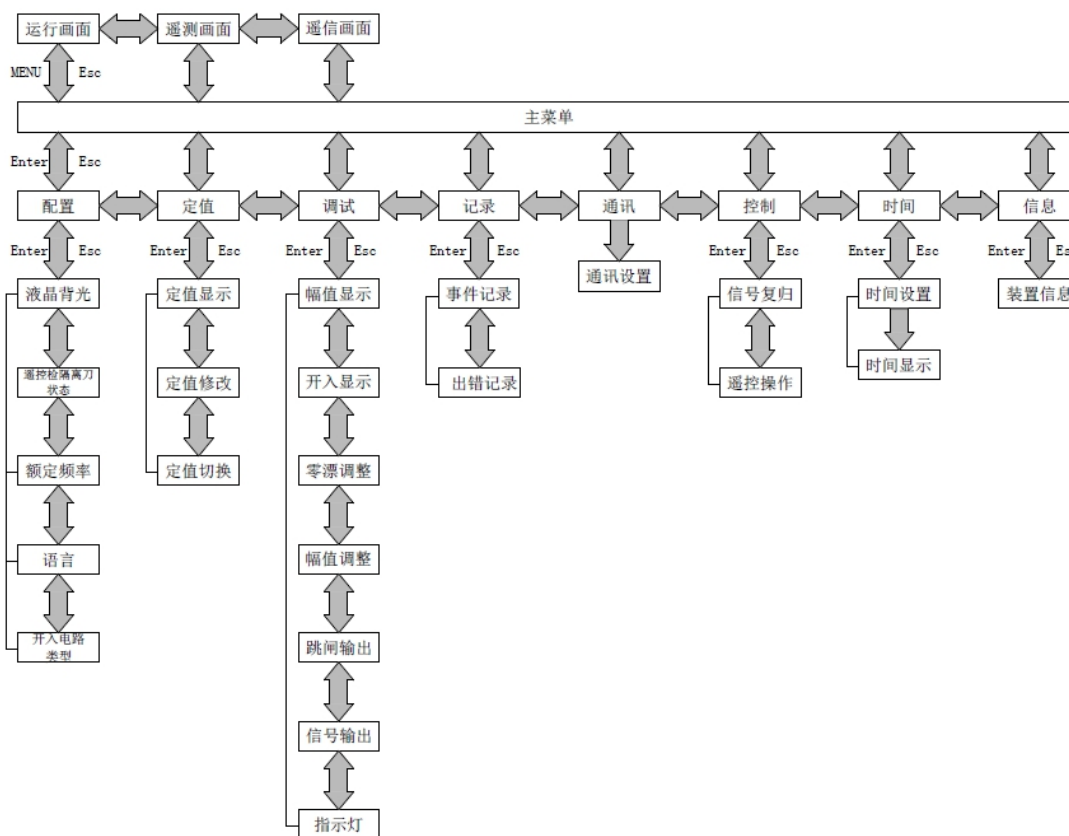 运行画面
遥测画面
遥信画面
MENU
Esc
主菜单
Enter
Esc
配置
定值
调试
记录
通讯
控制
时间
信息
Enter
Esc
Enter
Esc
Enter
Esc
Enter
Esc
Enter
Esc
Enter
Esc
Enter
Es
液晶背光
定值显示
幅值显示
事件记录
通讯设置
信号复归
时间设置
装置信息
遥控检隔离刀
状态
定值修改
开入显示
出错记录
遥控操作
时间显示
额定频率
定值切换
零漂调整
语言
幅值调整
开入电路
类型
跳闸输出
信号输出
指示灯